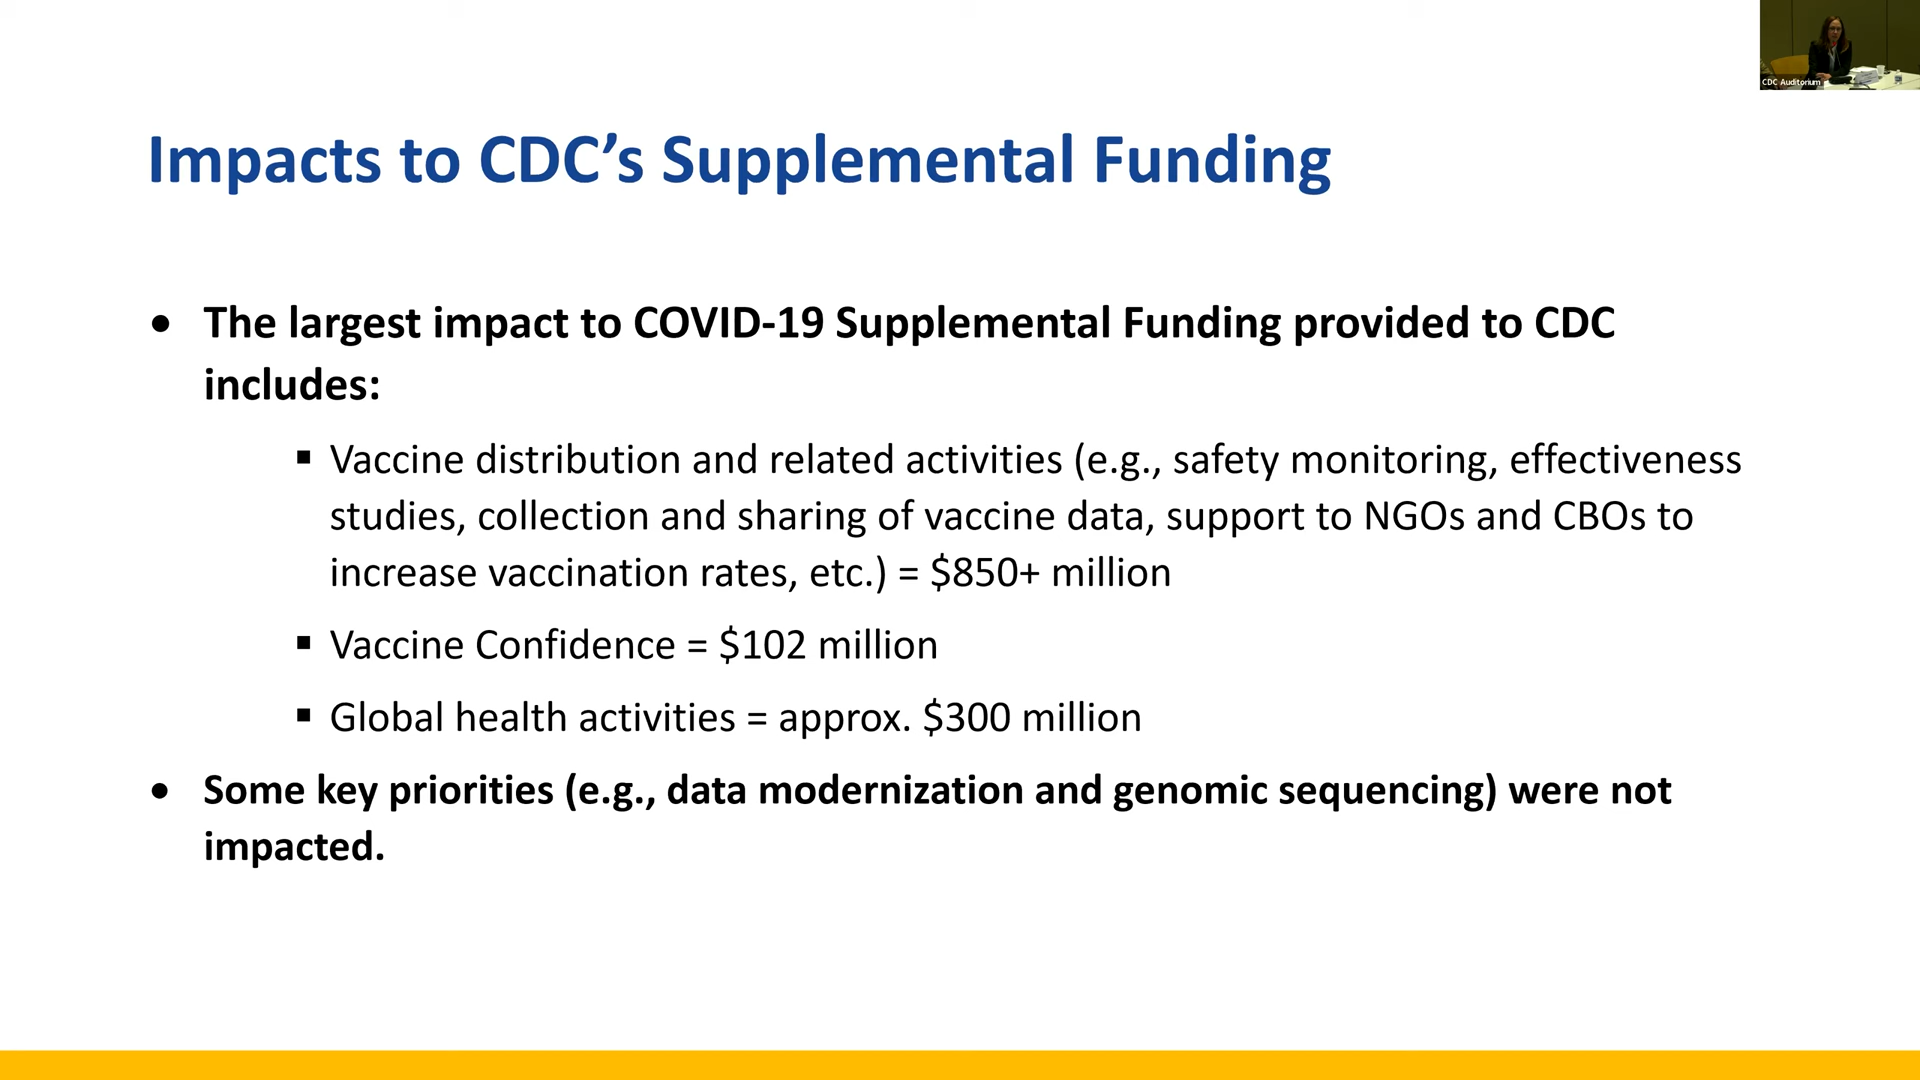 CDC Auditorium
Impacts to CDC’s Supplemental Funding
• The largest impact to COVID-19 Supplemental Funding provided to CDC
includes:
▪ Vaccine distribution and related activities (e.g., safety monitoring, effectiveness
studies, collection and sharing of vaccine data, support to NGOs and CBOs to
increase vaccination rates, etc.) = $850+ million
▪ Vaccine Confidence = $102 million
▪ Global health activities = approx. $300 million
• Some key priorities (e.g., data modernization and genomic sequencing) were not
impacted.